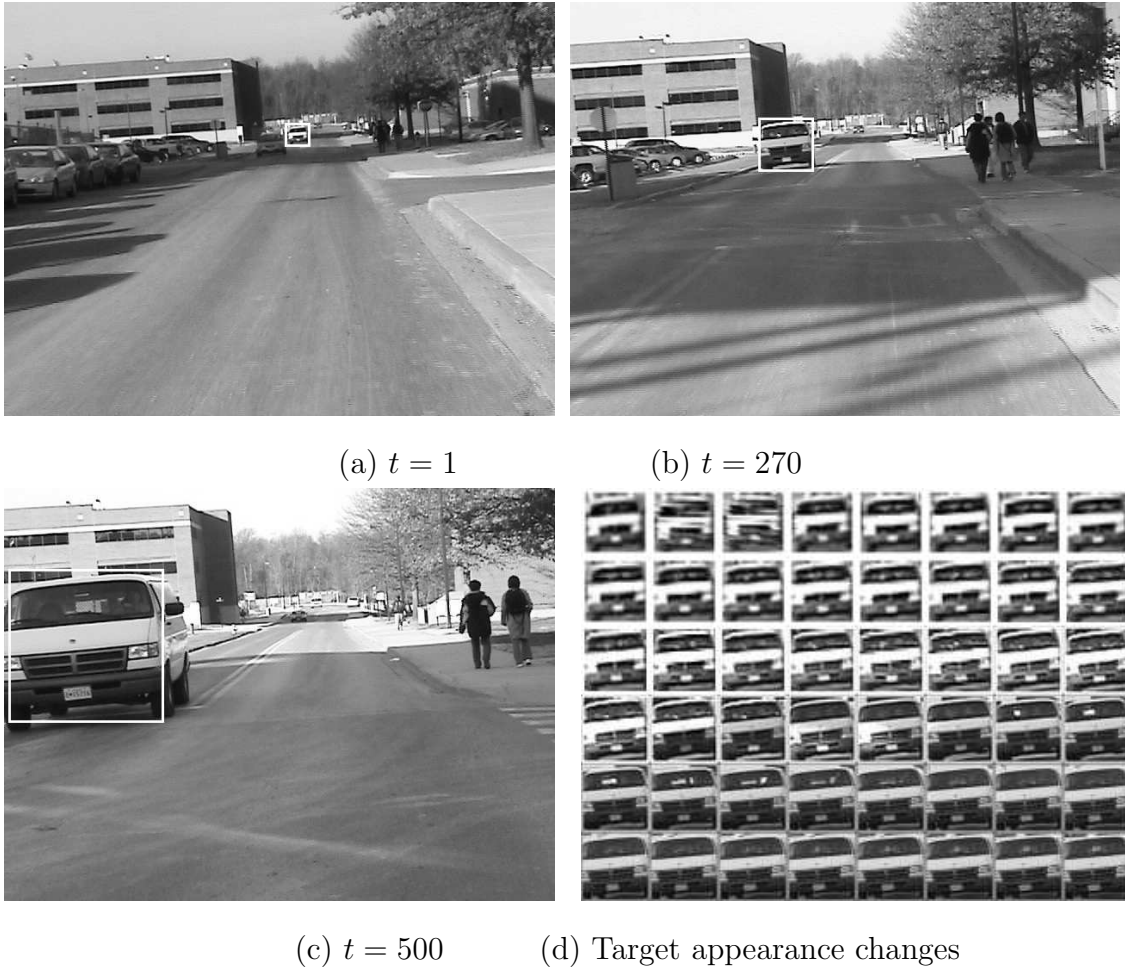 (a) t = 1
(b) t = 270
(c) t = 500
(d) Target appearance changes